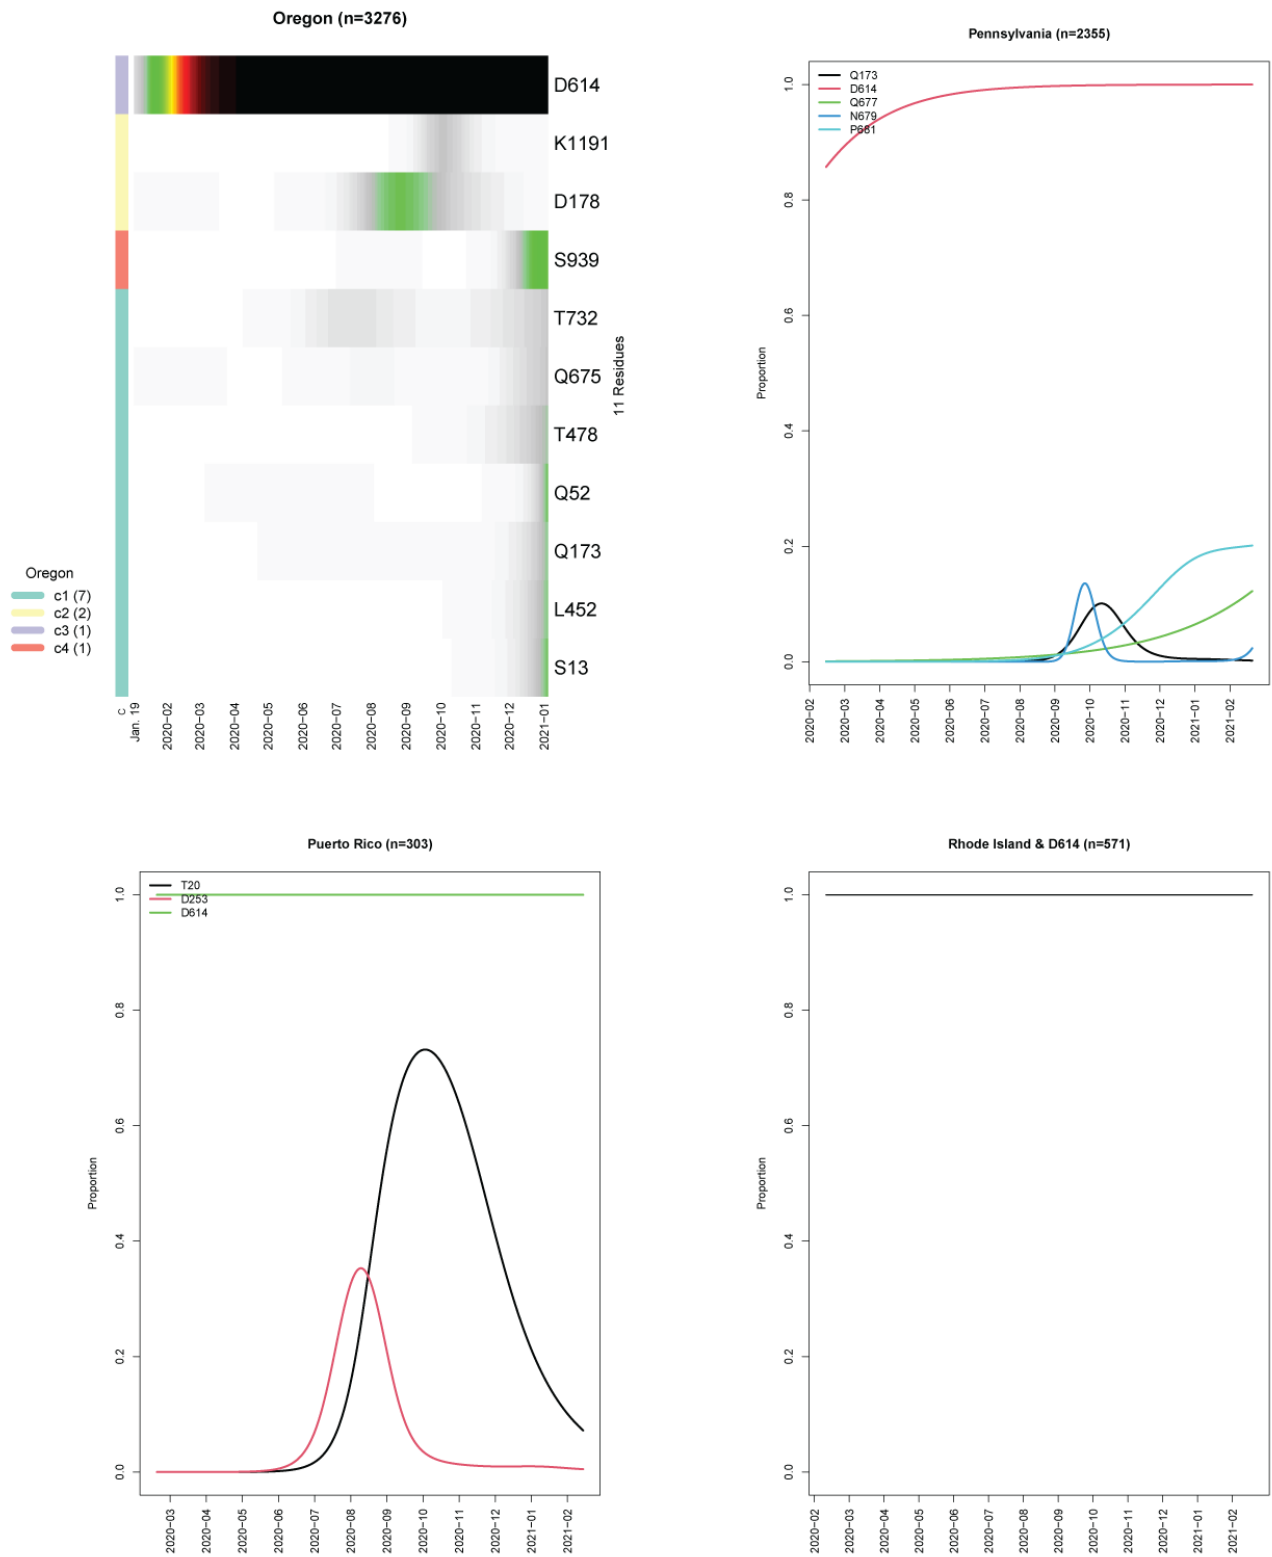 Oregon (n=3276)
D614
K1191
D178
S939
T732
Q675
T478
Q52
Q173
L452
S13
11 Residues
Oregon
c1 (7)
c2 (2)
c3 (1)
c4 (1)
c
Jan. 19
2020-02
2020-03
2020-04
2020-05
2020-06
2020-07
2020-08
2020-09
2020-10
2020-11
2020-12
2021-01
Pennsylvania (n=2355)
Q173
D614
Q677
N679
P681
Proportion
1.0
0.8
0.6
0.4
0.2
0.0
2020-02
2020-03
2020-04
2020-05
2020-06
2020-07
2020-08
2020-09
2020-10
2020-11
2020-12
2021-01
2021-02
Puerto Rico (n=303)
T20
D253
D614
Proportion
1.0
0.8
0.6
0.4
0.2
0.0
2020-03
2020-04
2020-05
2020-06
2020-07
2020-08
2020-09
2020-10
2020-11
2020-12
2021-01
2021-02
Rhode Island & D614 (n=571)
Proportion
1.0
0.8
0.6
0.4
0.2
0.0
2020-02
2020-03
2020-04
2020-05
2020-06
2020-07
2020-08
2020-09
2020-10
2020-11
2020-12
2021-01
2021-02